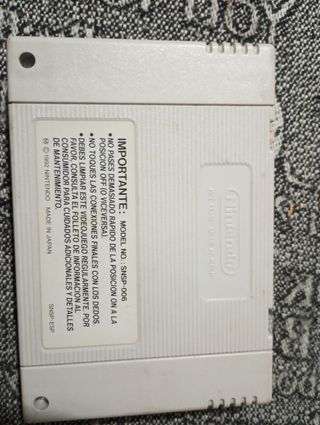 IMPORTANTE: MODEL NO.: SNSP-006
• NO PASES DEMASIADO RAPIDO DE LA POSICION ON A LA
POSICION OFF (O VICEVERSA).
• NO TOQUES LAS CONEXIONES FINALES CON LOS DEDOS.
• DEBES LIMPIAR ESTE VIDEOJUEGO REGULARMENTE. POR
FAVOR, CONSULTA EL FOLLETO DE INFORMACION AL
CONSUMIDOR PARA CUIDADOS ADICIONALES Y DETALLES
DE MANTENIMIENTO.
Ⓜ © 1992 NINTENDO MADE IN JAPAN
SNSP-ESP
Nintendo